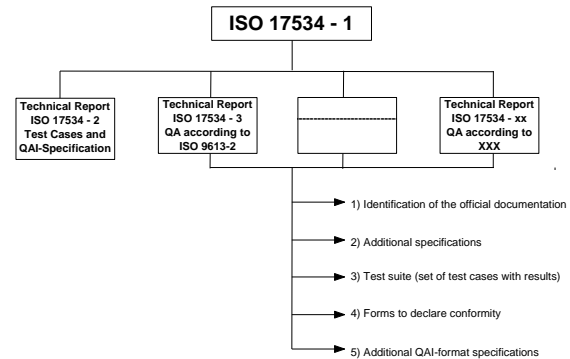 ISO 17534 - 1
Technical Report
ISO 17534 - 2
Test Cases and
QAI-Specification
Technical Report
ISO 17534 - 3
QA according to
ISO 9613-2
Technical Report
ISO 17534 - xx
QA according to
XXX
1) Identification of the official documentation
2) Additional specifications
3) Test suite (set of test cases with results)
4) Forms to declare conformity
5) Additional QAI-format specifications